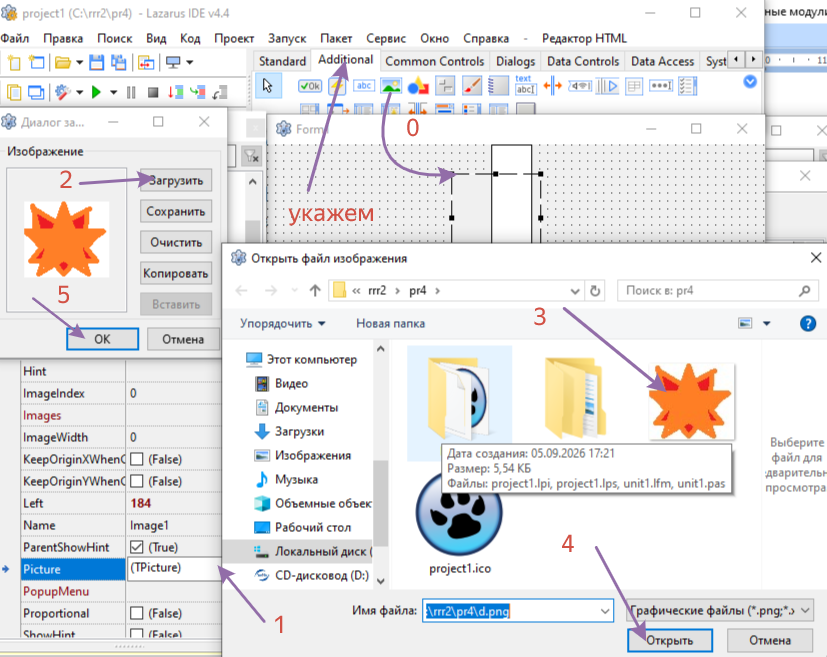 project1 (C:\rrr2\pr4) - Lazarus IDE v4.4
ные модули
Файл Правка Поиск Вид Код Проект Запуск Пакет Сервис Окно Справка - Редактор HTML
Standard Additional Common Controls Dialogs Data Controls Data Access Syst
Ok abc text abc
Диалог за...
Form
0
Изображение
2
Загрузить
укажем
Сохранить
Очистить
Копировать
5
Вставить
OK Отмена
Открыть файл изображения
« rrr2 › pr4 ›
Поиск в: pr4
Упорядочить Новая папка
3
Этот компьютер
Видео
Документы
Загрузки
Изображения
Музыка
Объемные объек
Рабочий стол
Локальный диск (
CD-дисковод (D:)
Дата создания: 05.09.2026 17:21
Размер: 5,54 КБ
Файлы: project1.lpi, project1.lps, unit1.lfm, unit1.pas
project1.ico
Выберите
файл для
дварительн
просмотра
4
Имя файла: :\rrr2\pr4\d.png
Графические файлы (*.png;*.x
Открыть Отмена
Hint
ImageIndex 0
Images
ImageWidth 0
KeepOriginXWhenC (False)
KeepOriginYWhenC (False)
Left 184
Name Image1
ParentShowHint (True)
Picture (TPicture)
PopupMenu
1
Proportional (False)
ShowHint (False)